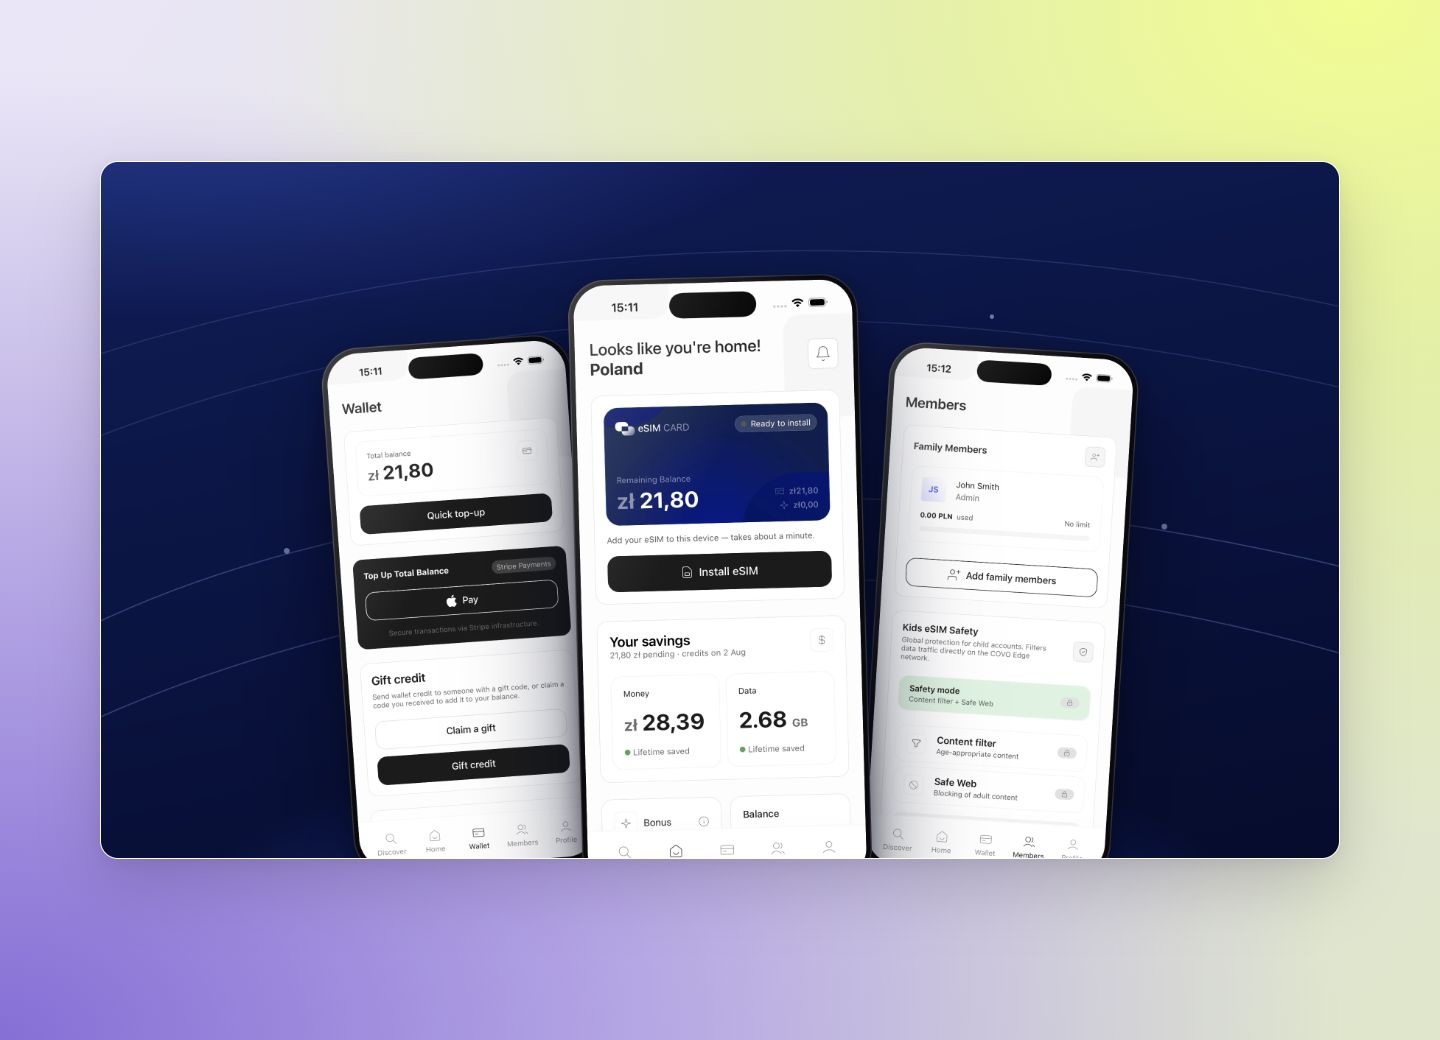 15:11
Wallet
Total balance
zł 21,80
Quick top-up
Top Up Total Balance
Stripe Payments
Pay
Secure transactions via Stripe infrastructure.
Gift credit
Send wallet credit to someone with a gift code, or claim a
code you received to add it to your balance.
Claim a gift
Gift credit
Discover
Home
Wallet
Members
Profile
15:11
Looks like you're home!
Poland
eSIM CARD
Ready to install
Remaining Balance
zł 21,80
zł21,80
zł0,00
Add your eSIM to this device — takes about a minute.
Install eSIM
Your savings
21,80 zł pending · credits on 2 Aug
$
Money
zł 28,39
Lifetime saved
Data
2.68 GB
Lifetime saved
Bonus
Balance
15:12
Members
Family Members
JS
John Smith
Admin
0.00 PLN used
No limit
Add family members
Kids eSIM Safety
Global protection for child accounts. Filters
data traffic directly on the COVO Edge
network.
Safety mode
Content filter + Safe Web
Content filter
Age-appropriate content
Safe Web
Blocking of adult content
Discover
Home
Wallet
Members